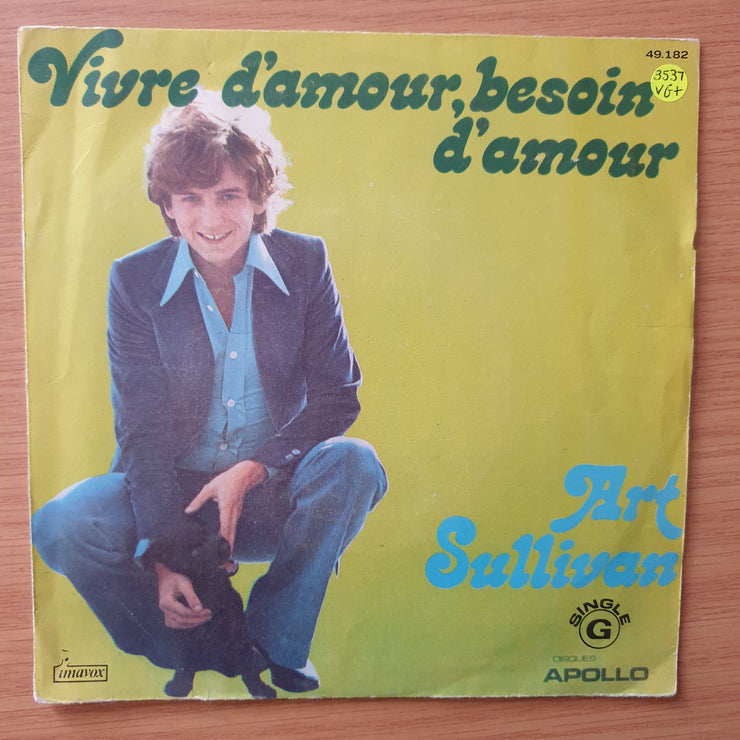 49.182
Vivre d'amour, besoin
d'amour
3537
VG+
Art
Sullivan
SINGLE
G
DISQUES
APOLLO
imavox